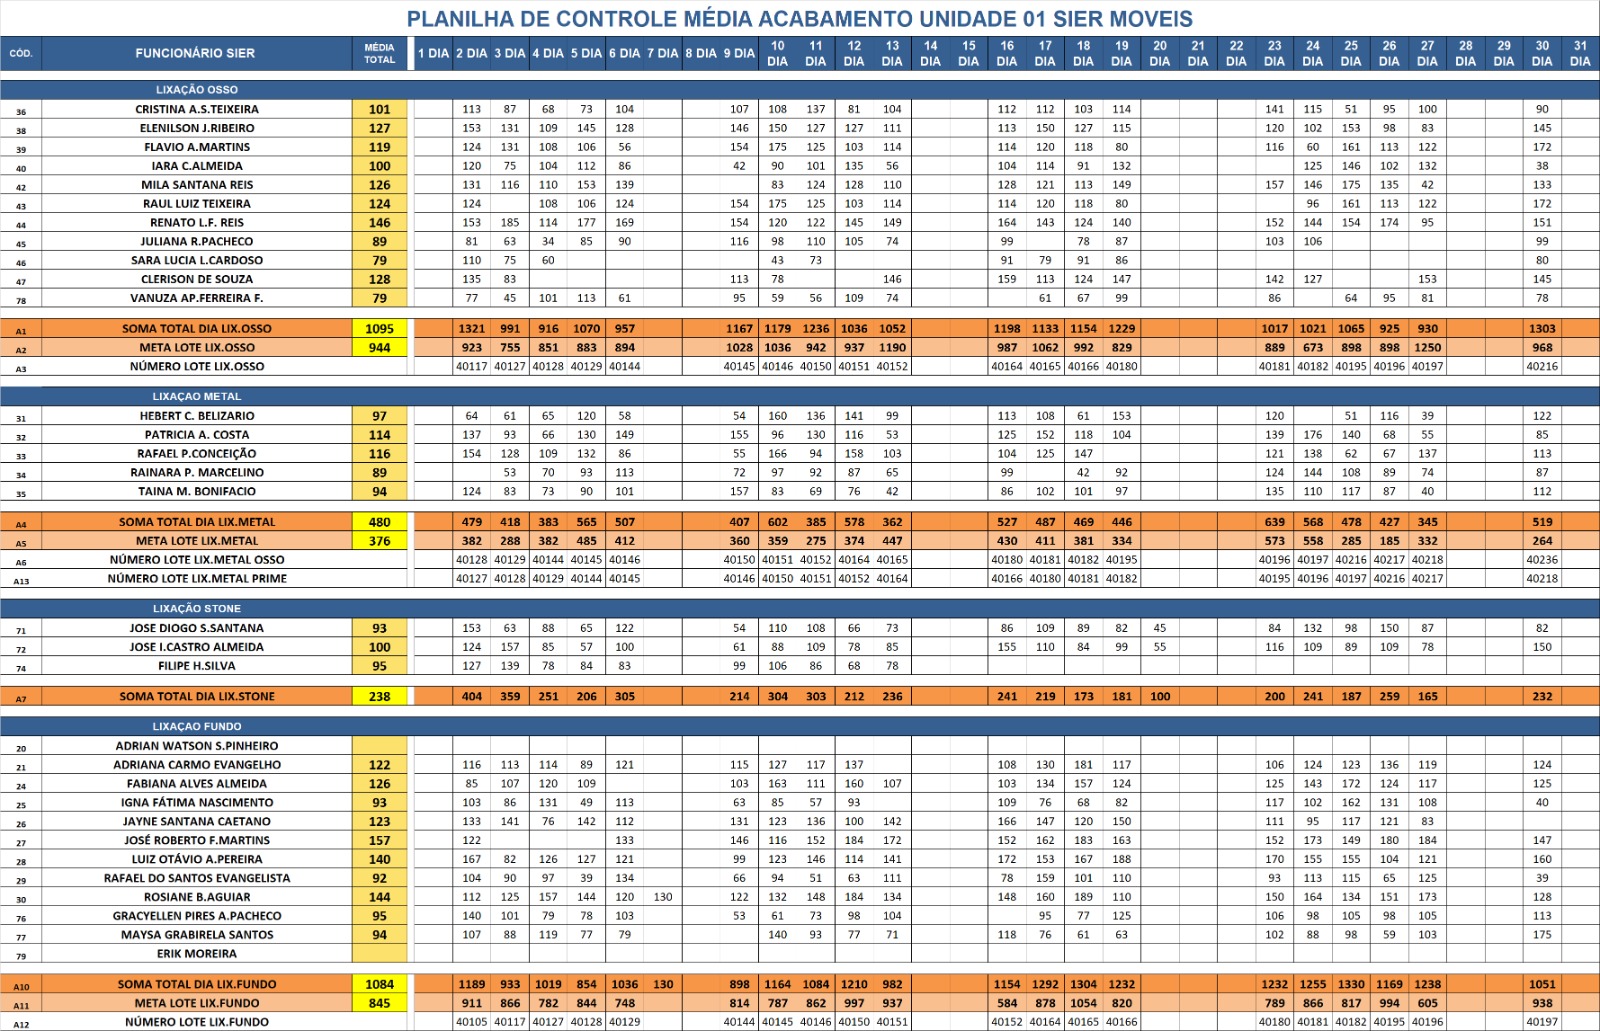 PLANILHA DE CONTROLE MÉDIA ACABAMENTO UNIDADE 01 SIER MOVEIS
CÓD. FUNCIONÁRIO SIER MÉDIA TOTAL 1 DIA 2 DIA 3 DIA 4 DIA 5 DIA 6 DIA 7 DIA 8 DIA 9 DIA 10 DIA 11 DIA 12 DIA 13 DIA 14 DIA 15 DIA 16 DIA 17 DIA 18 DIA 19 DIA 20 DIA 21 DIA 22 DIA 23 DIA 24 DIA 25 DIA 26 DIA 27 DIA 28 DIA 29 DIA 30 DIA 31 DIA
LIXAÇÃO OSSO
36 CRISTINA A.S.TEIXEIRA 101 113 87 68 73 104 107 108 137 81 104 112 112 103 114 141 115 51 95 100 90
38 ELENILSON J.RIBEIRO 127 153 131 109 145 128 146 150 127 127 111 113 150 127 115 120 102 153 98 83 145
39 FLAVIO A.MARTINS 119 124 131 108 106 56 154 175 125 103 114 114 120 118 80 116 60 161 113 122 172
40 IARA C.ALMEIDA 100 120 75 104 112 86 42 90 101 135 56 104 114 91 132 125 146 102 132 38
42 MILA SANTANA REIS 126 131 116 110 153 139 83 124 128 110 128 121 113 149 157 146 175 135 42 133
43 RAUL LUIZ TEIXEIRA 124 124 108 106 124 154 175 125 103 114 114 120 118 80 96 161 113 122 172
44 RENATO L.F. REIS 146 153 185 114 177 169 154 120 122 145 149 164 143 124 140 152 144 154 174 95 151
45 JULIANA R.PACHECO 89 81 63 34 85 90 116 98 110 105 74 99 78 87 103 106 99
46 SARA LUCIA L.CARDOSO 79 110 75 60 43 73 91 79 91 86 80
47 CLERISON DE SOUZA 128 135 83 113 78 146 159 113 124 147 142 127 153 145
78 VANUZA AP.FERREIRA F. 79 77 45 101 113 61 95 59 56 109 74 61 67 99 86 64 95 81 78
A1 SOMA TOTAL DIA LIX.OSSO 1095 1321 991 916 1070 957 1167 1179 1236 1036 1052 1198 1133 1154 1229 1017 1021 1065 925 930 1303
A2 META LOTE LIX.OSSO 944 923 755 851 883 894 1028 1036 942 937 1190 987 1062 992 829 889 673 898 898 1250 968
A3 NÚMERO LOTE LIX.OSSO 40117 40127 40128 40129 40144 40145 40146 40150 40151 40152 40164 40165 40166 40180 40181 40182 40195 40196 40197 40216
LIXAÇAO METAL
31 HEBERT C. BELIZARIO 97 64 61 65 120 58 54 160 136 141 99 113 108 61 153 120 51 116 39 122
32 PATRICIA A. COSTA 114 137 93 66 130 149 155 96 130 116 53 125 152 118 104 139 176 140 68 55 85
33 RAFAEL P.CONCEIÇÃO 116 154 128 109 132 86 55 166 94 158 103 104 125 147 121 138 62 67 137 113
34 RAINARA P. MARCELINO 89 53 70 93 113 72 97 92 87 65 99 42 92 124 144 108 89 74 87
35 TAINA M. BONIFACIO 94 124 83 73 90 101 157 83 69 76 42 86 102 101 97 135 110 117 87 40 112
A4 SOMA TOTAL DIA LIX.METAL 480 479 418 383 565 507 407 602 385 578 362 527 487 469 446 639 568 478 427 345 519
A5 META LOTE LIX.METAL 376 382 288 382 485 412 360 359 275 374 447 430 411 381 334 573 558 285 185 332 264
A6 NÚMERO LOTE LIX.METAL OSSO 40128 40129 40144 40145 40146 40150 40151 40152 40164 40165 40180 40181 40182 40195 40196 40197 40216 40217 40218 40236
A13 NÚMERO LOTE LIX.METAL PRIME 40127 40128 40129 40144 40145 40146 40150 40151 40152 40164 40166 40180 40181 40182 40195 40196 40197 40216 40217 40218
LIXAÇÃO STONE
71 JOSE DIOGO S.SANTANA 93 153 63 88 65 122 54 110 108 66 73 86 109 89 82 45 84 132 98 150 87 82
72 JOSE I.CASTRO ALMEIDA 100 124 157 85 57 100 61 88 109 78 85 155 110 84 99 55 116 109 89 109 78 150
74 FILIPE H.SILVA 95 127 139 78 84 83 99 106 86 68 78
A7 SOMA TOTAL DIA LIX.STONE 238 404 359 251 206 305 214 304 303 212 236 241 219 173 181 100 200 241 187 259 165 232
LIXAÇAO FUNDO
20 ADRIAN WATSON S.PINHEIRO
21 ADRIANA CARMO EVANGELHO 122 116 113 114 89 121 115 127 117 137 108 130 181 117 106 124 123 136 119 124
24 FABIANA ALVES ALMEIDA 126 85 107 120 109 103 163 111 160 107 103 134 157 124 125 143 172 124 117 125
25 IGNA FÁTIMA NASCIMENTO 93 103 86 131 49 113 63 85 57 93 109 76 68 82 117 102 162 131 108 40
26 JAYNE SANTANA CAETANO 123 133 141 76 142 112 131 123 136 100 142 166 147 120 150 111 95 117 121 83
27 JOSÉ ROBERTO F.MARTINS 157 122 133 146 116 152 184 172 152 162 183 163 152 173 149 180 184 147
28 LUIZ OTÁVIO A.PEREIRA 140 167 82 126 127 121 99 123 146 114 141 172 153 167 188 170 155 155 104 121 160
29 RAFAEL DO SANTOS EVANGELISTA 92 104 90 97 39 134 66 94 51 63 111 78 159 101 110 93 113 115 65 125 39
30 ROSIANE B.AGUIAR 144 112 125 157 144 120 130 122 132 148 184 134 148 160 189 110 150 164 134 151 173 128
76 GRACYELLEN PIRES A.PACHECO 95 140 101 79 78 103 53 61 73 98 104 95 77 125 106 98 105 98 105 113
77 MAYSA GRABIRELA SANTOS 94 107 88 119 77 79 140 93 77 71 118 76 61 63 102 88 98 59 103 175
79 ERIK MOREIRA
A10 SOMA TOTAL DIA LIX.FUNDO 1084 1189 933 1019 854 1036 130 898 1164 1084 1210 982 1154 1292 1304 1232 1232 1255 1330 1169 1238 1051
A11 META LOTE LIX.FUNDO 845 911 866 782 844 748 814 787 862 997 937 584 878 1054 820 789 866 817 994 605 938
A12 NÚMERO LOTE LIX.FUNDO 40105 40117 40127 40128 40129 40144 40145 40146 40150 40151 40152 40164 40165 40166 40180 40181 40182 40195 40196 40197